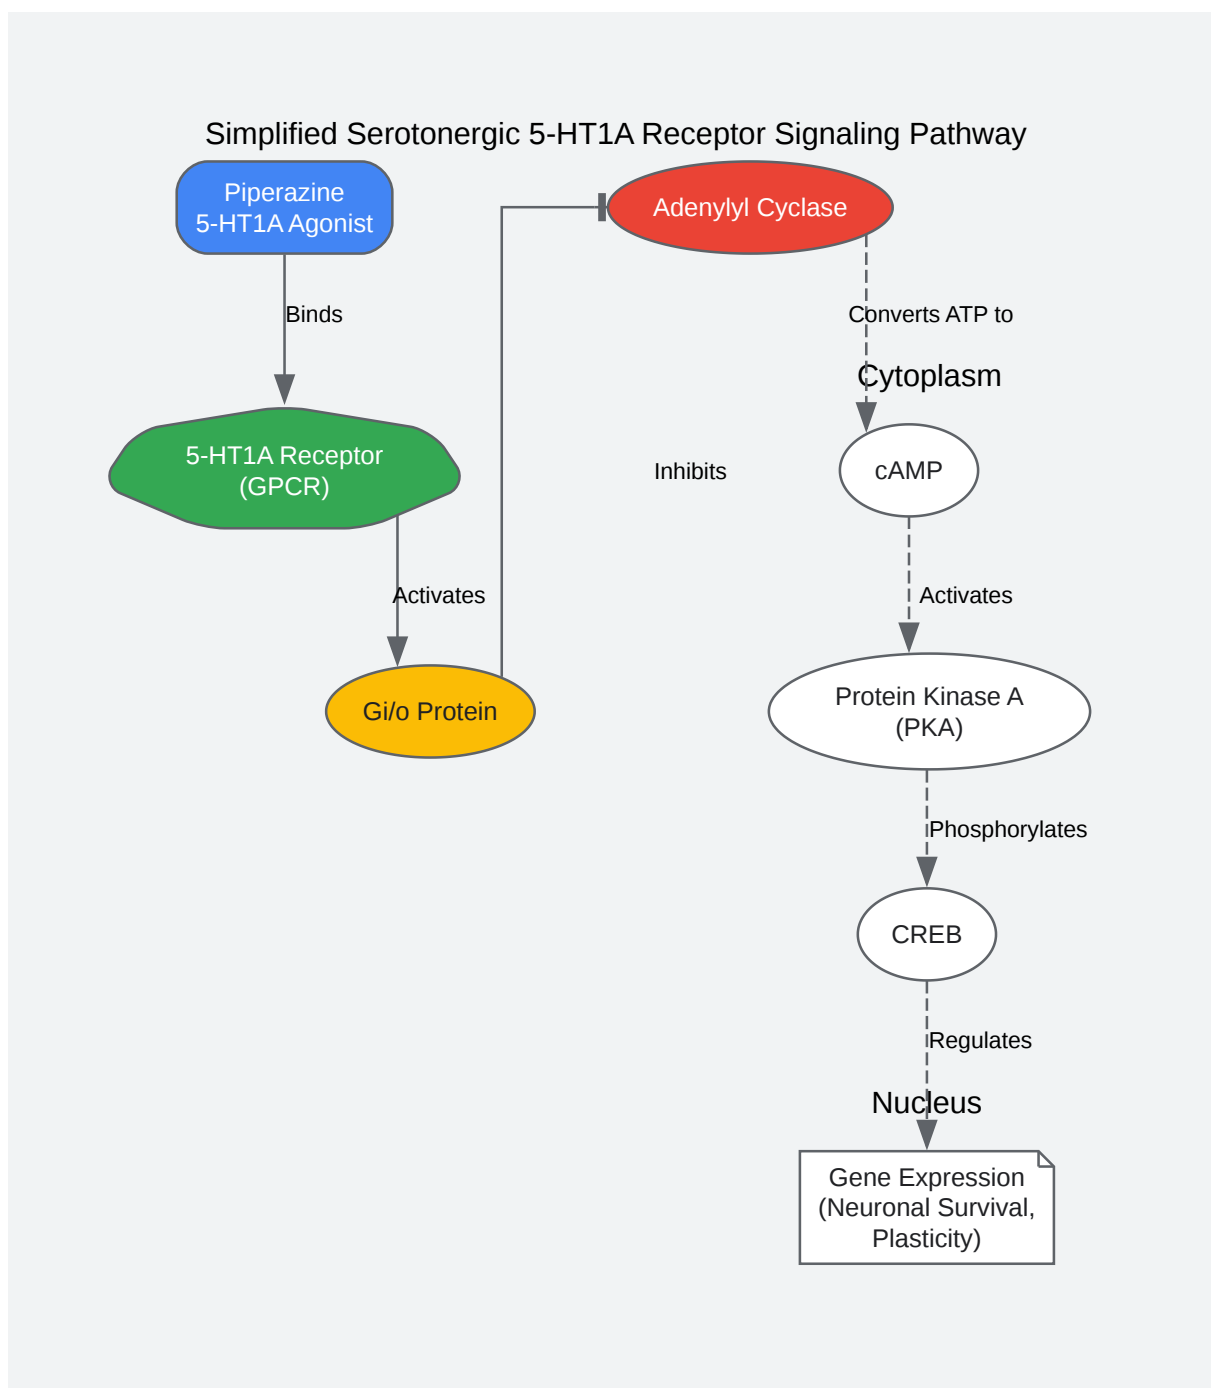 Simplified Serotonergic 5-HT1A Receptor Signaling Pathway
Piperazine
5-HT1A Agonist
Binds
5-HT1A Receptor
(GPCR)
Activates
Gi/o Protein
Inhibits
Adenylyl Cyclase
Converts ATP to
Cytoplasm
cAMP
Activates
Protein Kinase A
(PKA)
Phosphorylates
CREB
Regulates
Nucleus
Gene Expression
(Neuronal Survival,
Plasticity)